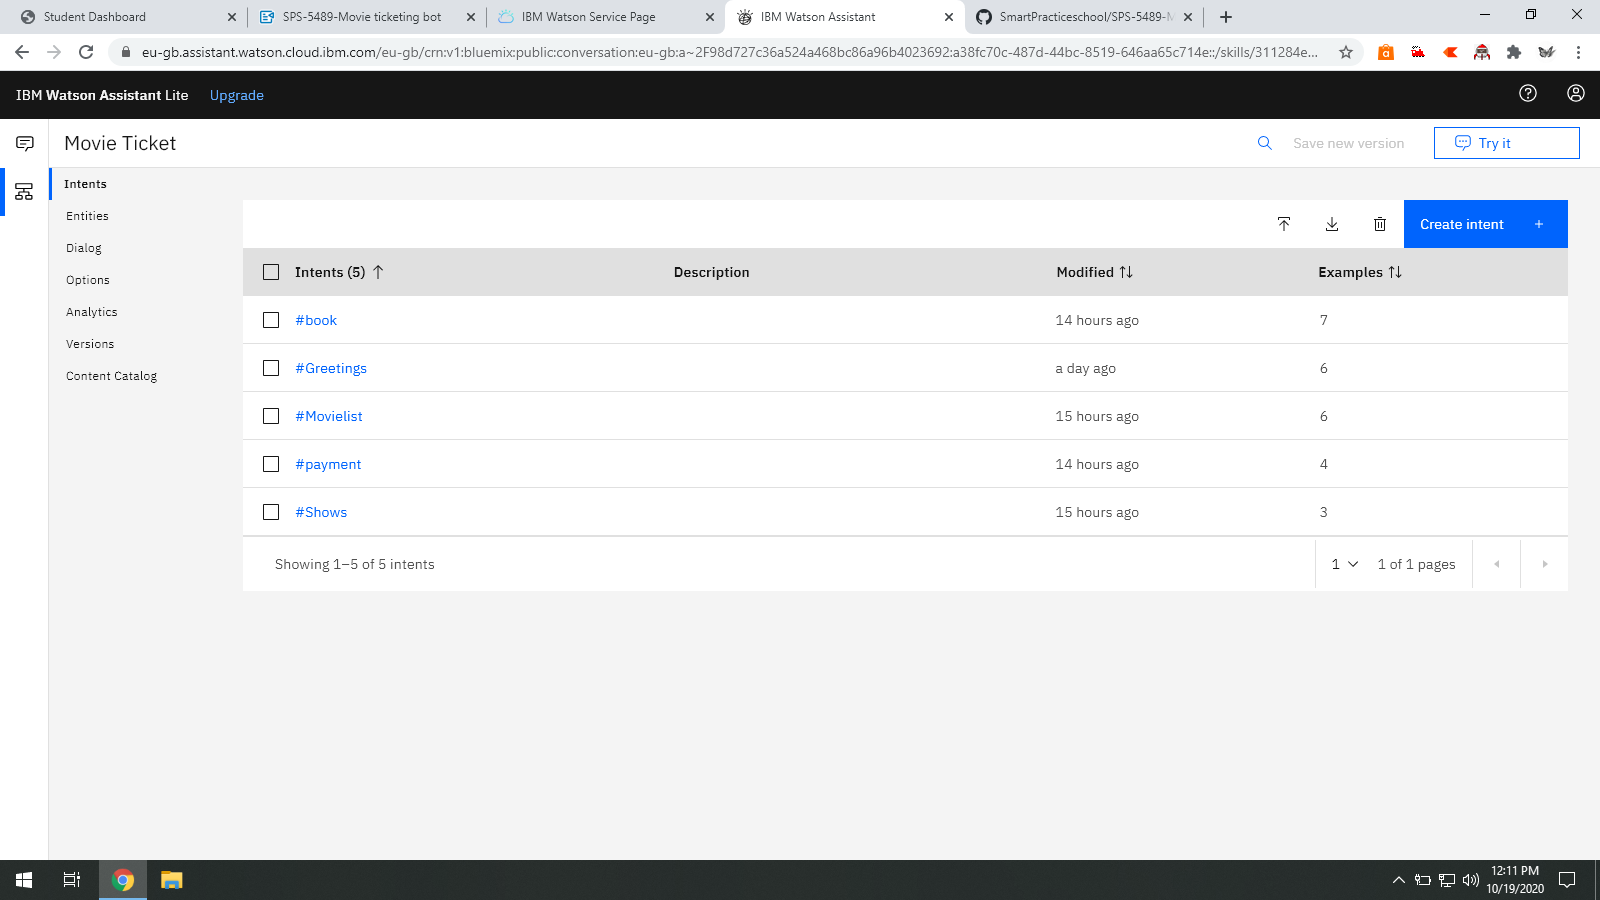 Student Dashboard
SPS-5489-Movie ticketing bot
IBM Watson Service Page
IBM Watson Assistant
SmartPracticeschool/SPS-5489-M
eu-gb.assistant.watson.cloud.ibm.com/eu-gb/crn:v1:bluemix:public:conversation:eu-gb:a~2F98d727c36a524a468bc86a96b4023692:a38fc70c-487d-44bc-8519-646aa65c714e::/skills/311284e...
IBM Watson Assistant Lite Upgrade
Movie Ticket
Save new version
Try it
Intents
Entities
Dialog
Options
Analytics
Versions
Content Catalog
Create intent +
Intents (5) Description Modified Examples
#book 14 hours ago 7
#Greetings a day ago 6
#Movielist 15 hours ago 6
#payment 14 hours ago 4
#Shows 15 hours ago 3
Showing 1–5 of 5 intents 1 1 of 1 pages
12:11 PM
10/19/2020